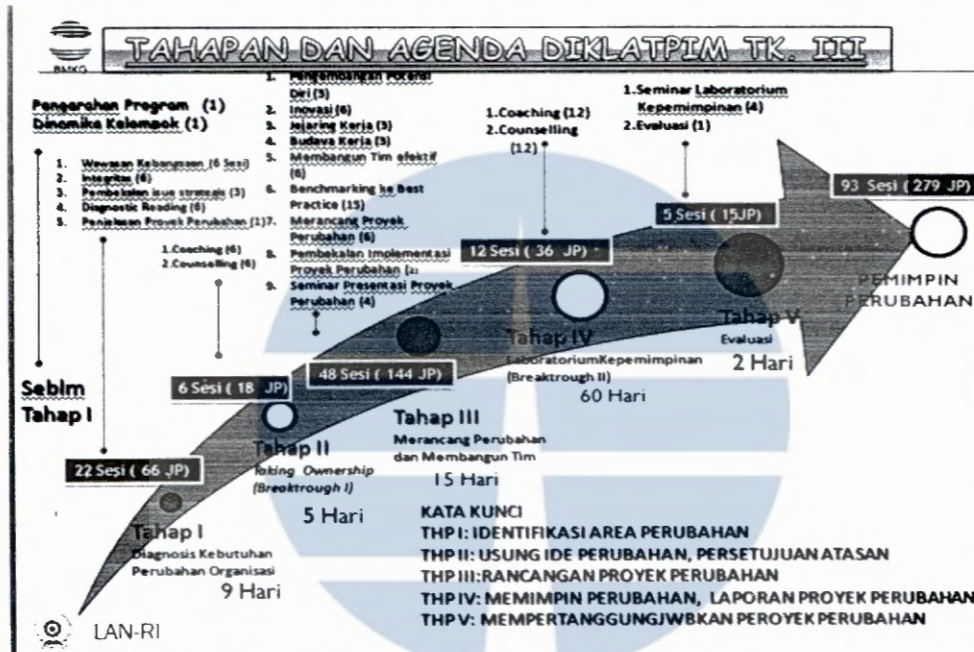 BMKG
TAHAPAN DAN AGENDA DIKLATPIM TK. III
Pengarahan Program (1)
Dinamika Kelompok (1)
1. Wawasan Kebangsaan (6 Sesi)
2. Integritas (6)
3. Pembekalan isue strategis (3)
4. Diagnostic Reading (6)
5. Penjelasan Proyek Perubahan (1)
1.Coaching (6)
2.Counselling (6)
1. Pengembangan Potensi
Diri (3)
2. Inovasi (6)
3. Jejaring Kerja (3)
4. Budaya Kerja (3)
5. Membangun Tim efektif
(6)
6. Benchmarking ke Best
Practice (15)
7. Merancang Proyek
Perubahan (6)
8. Pembekalan Implementasi
Proyek Perubahan (2)
9. Seminar Presentasi Proyek
Perubahan (4)
1.Coaching (12)
2.Counselling
(12)
1.Seminar Laboratorium
Kepemimpinan (4)
2.Evaluasi (1)
93 Sesi ( 279 JP)
5 Sesi ( 15JP)
12 Sesi ( 36 JP)
48 Sesi ( 144 JP)
6 Sesi ( 18 JP)
22 Sesi ( 66 JP)
PEMIMPIN
PERUBAHAN
Seblm
Tahap I
Tahap I
Diagnosis Kebutuhan
Perubahan Organisasi
9 Hari
Tahap II
Taking Ownership
(Breaktrough I)
5 Hari
Tahap III
Merancang Perubahan
dan Membangun Tim
15 Hari
Tahap IV
LaboratoriumKepemimpinan
(Breaktrough II)
60 Hari
Tahap V
Evaluasi
2 Hari
KATA KUNCI
THP I: IDENTIFIKASI AREA PERUBAHAN
THP II: USUNG IDE PERUBAHAN, PERSETUJUAN ATASAN
THP III:RANCANGAN PROYEK PERUBAHAN
THP IV: MEMIMPIN PERUBAHAN, LAPORAN PROYEK PERUBAHAN
THP V: MEMPERTANGGUNGJWBKAN PEROYEK PERUBAHAN
LAN-RI